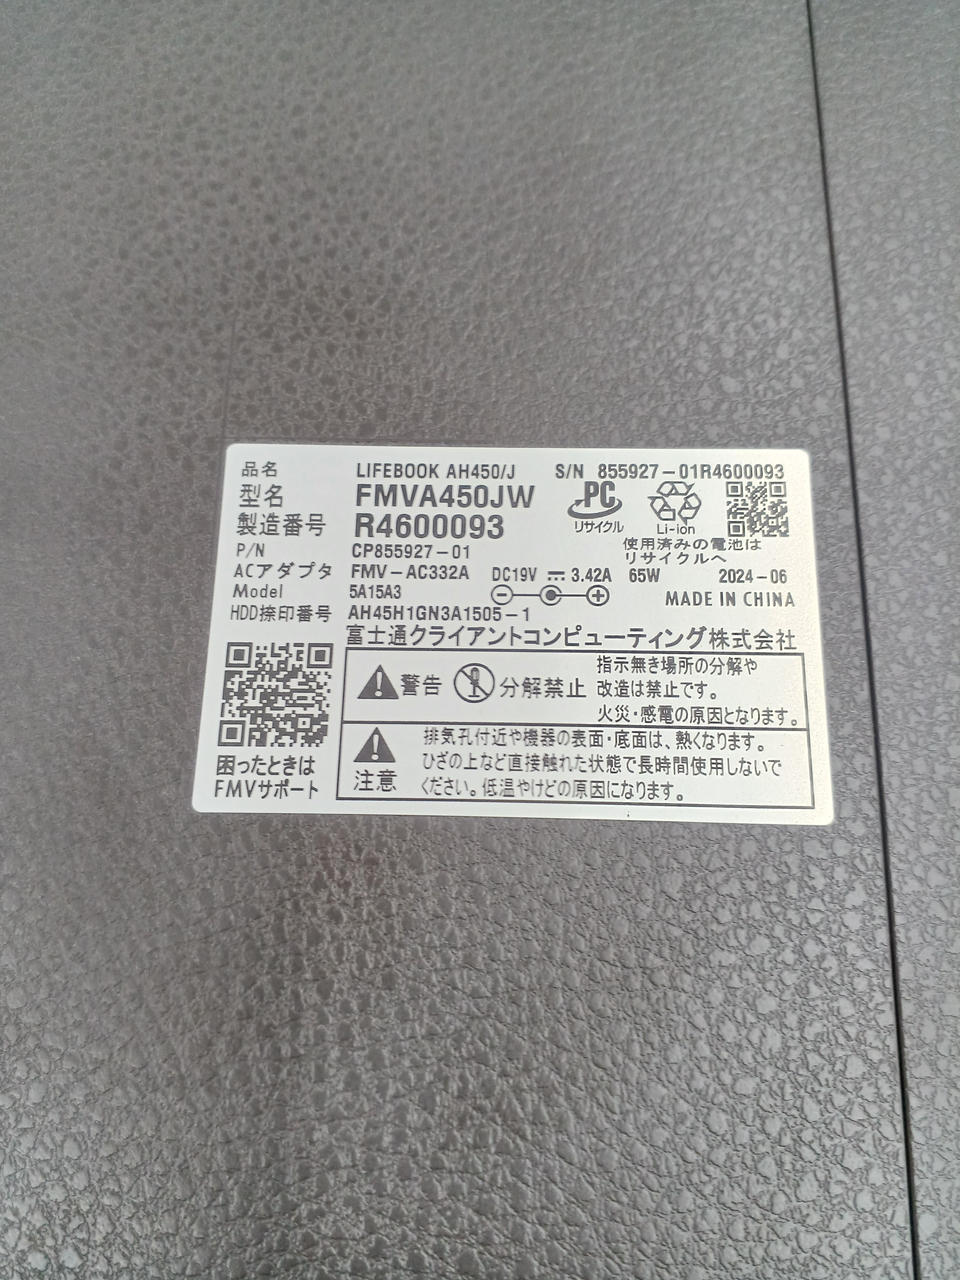 品名 LIFEBOOK AH450/J S/N 855927-01R4600093
型名 FMVA450JW
製造番号 R4600093
PC
リサイクル
Li-ion
使用済みの電池は
リサイクルへ
P/N CP855927-01
ACアダプタ FMV-AC332A DC19V 3.42A 65W 2024-06
Model 5A15A3
MADE IN CHINA
HDD捺印番号 AH45H1GN3A1505-1
富士通クライアントコンピューティング株式会社
警告 分解禁止
指示無き場所の分解や
改造は禁止です。
火災・感電の原因となります。
注意
排気孔付近や機器の表面・底面は、熱くなります。
ひざの上など直接触れた状態で長時間使用しないで
ください。低温やけどの原因になります。
困ったときは
FMVサポート